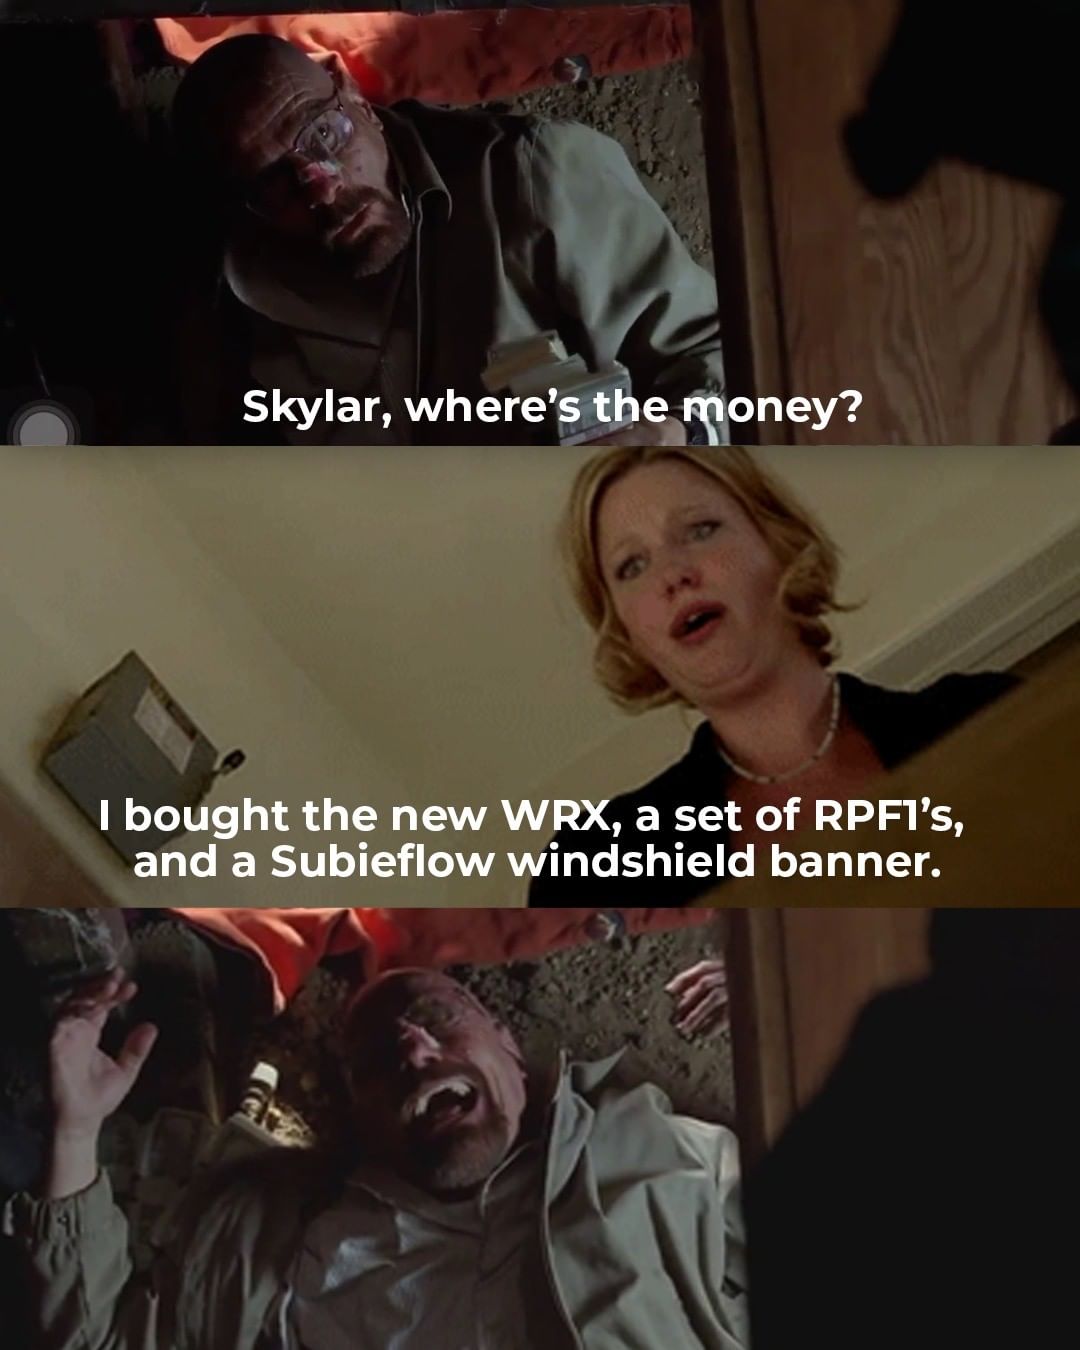 Skylar, where’s the money?
I bought the new WRX, a set of RPF1’s,
and a Subieflow windshield banner.